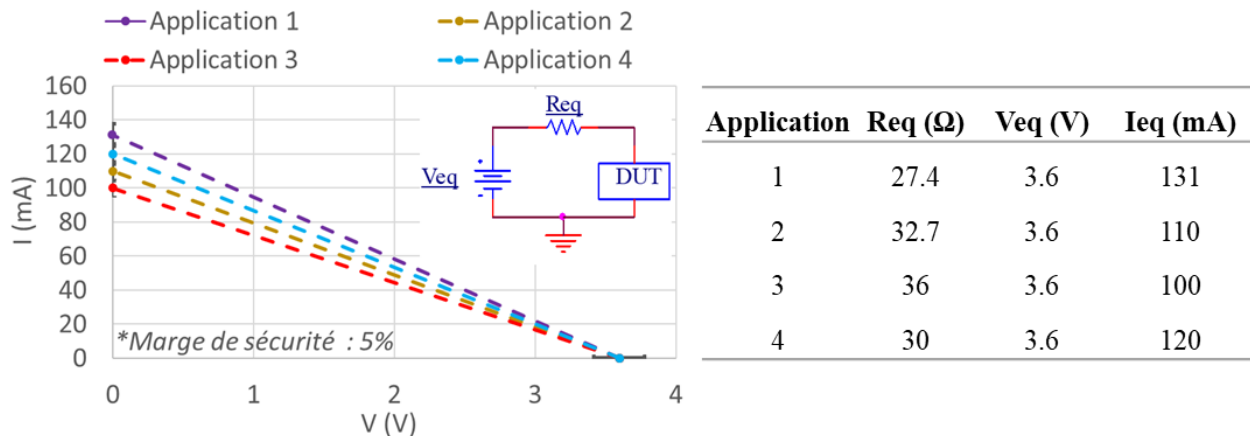 Application 1 Application 2
Application 3 Application 4
160
140
120
100
80
60
40
20
0
I (mA)
Req
Veq
DUT
*Marge de sécurité : 5%
0 1 2 3 4
V (V)
Application Req (Ω) Veq (V) Ieq (mA)
1 27.4 3.6 131
2 32.7 3.6 110
3 36 3.6 100
4 30 3.6 120